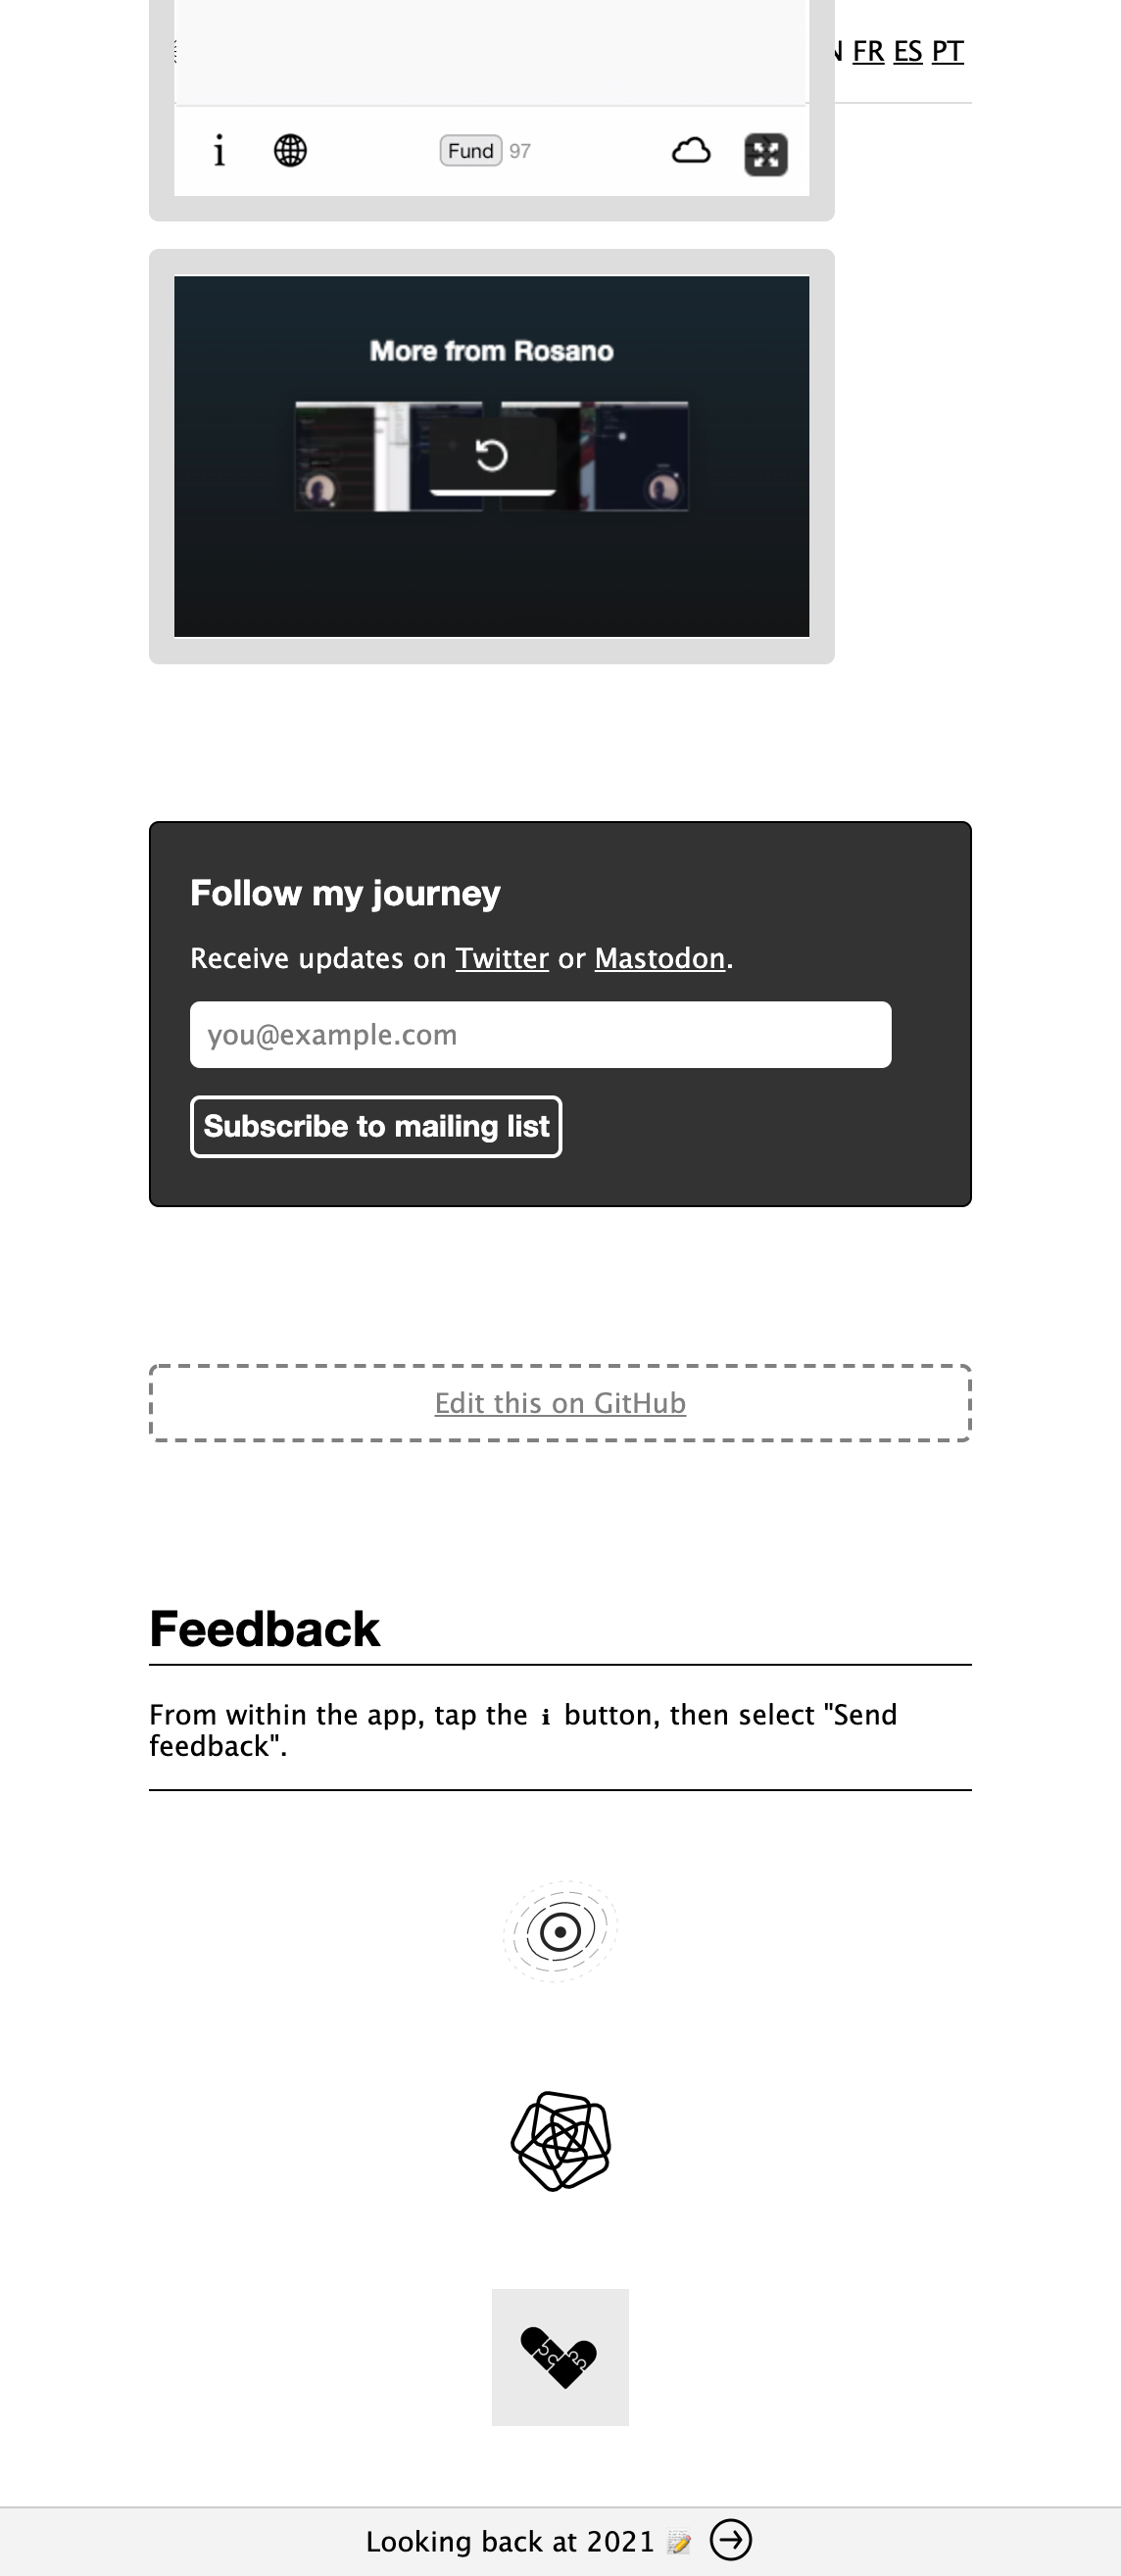 FR ES PT
i Fund 97
More from Rosano
Follow my journey
Receive updates on Twitter or Mastodon.
you@example.com
Subscribe to mailing list
Edit this on GitHub
Feedback
From within the app, tap the i button, then select "Send
feedback".
Looking back at 2021 📝